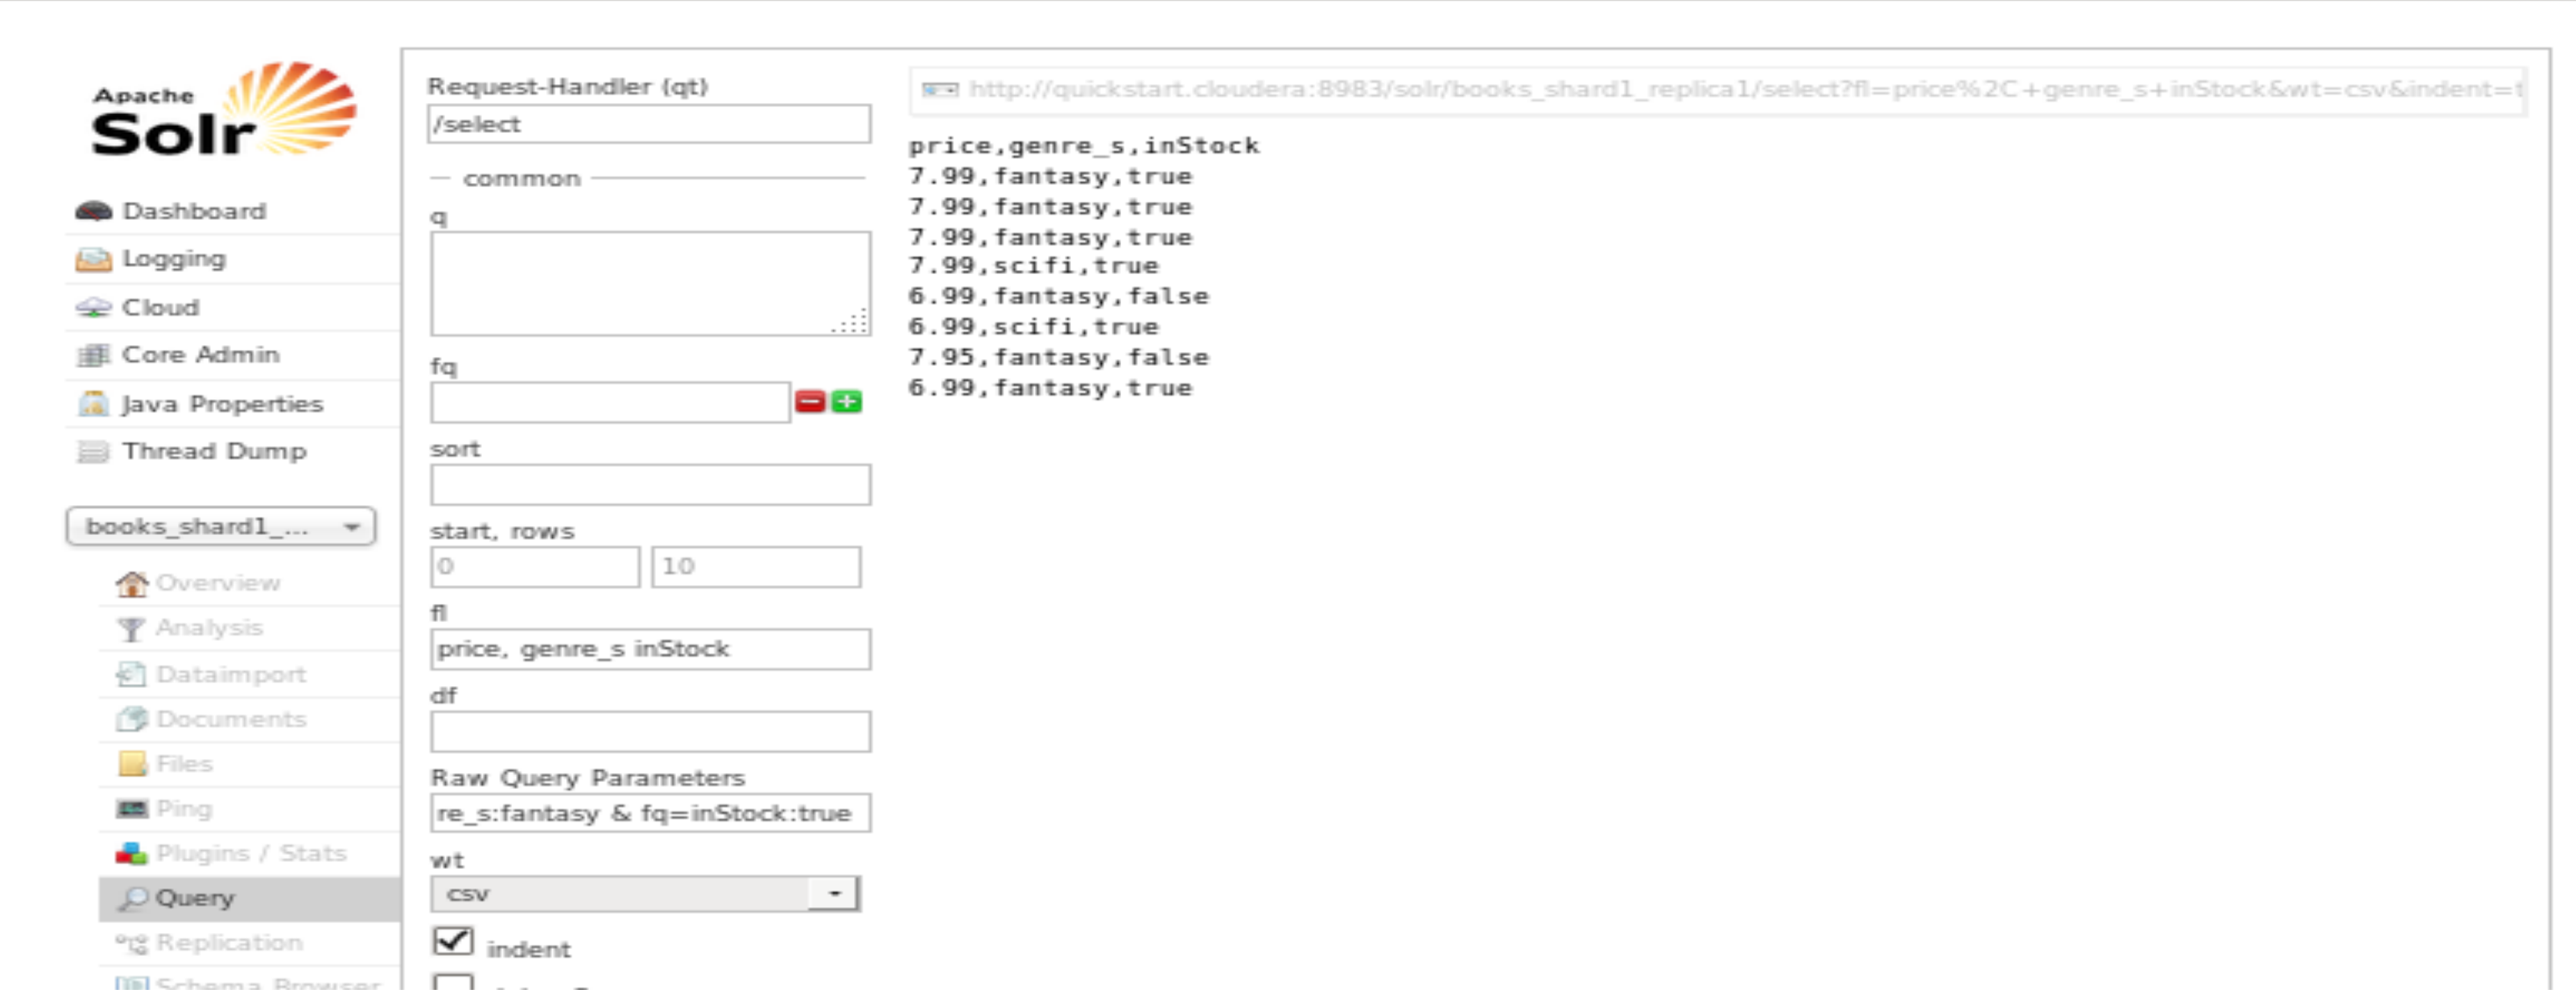 Apache
Solr
Dashboard
Logging
Cloud
Core Admin
Java Properties
Thread Dump
books_shard1_...
Overview
Analysis
Dataimport
Documents
Files
Ping
Plugins / Stats
Query
Replication
Schema Browser
Request-Handler (qt)
/select
common
q
fq
sort
start, rows
0 10
fl
price, genre_s inStock
df
Raw Query Parameters
re_s:fantasy & fq=inStock:true
wt
csv
indent
http://quickstart.cloudera:8983/solr/books_shard1_replica1/select?fl=price%2C+genre_s+inStock&wt=csv&indent=t
price,genre_s,inStock
7.99,fantasy,true
7.99,fantasy,true
7.99,fantasy,true
7.99,scifi,true
6.99,fantasy,false
6.99,scifi,true
7.95,fantasy,false
6.99,fantasy,true